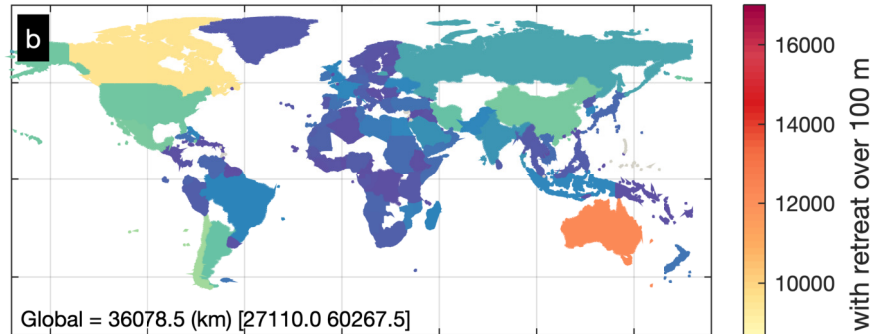 b
16000
14000
12000
10000
with retreat over 100 m
Global = 36078.5 (km) [27110.0 60267.5]